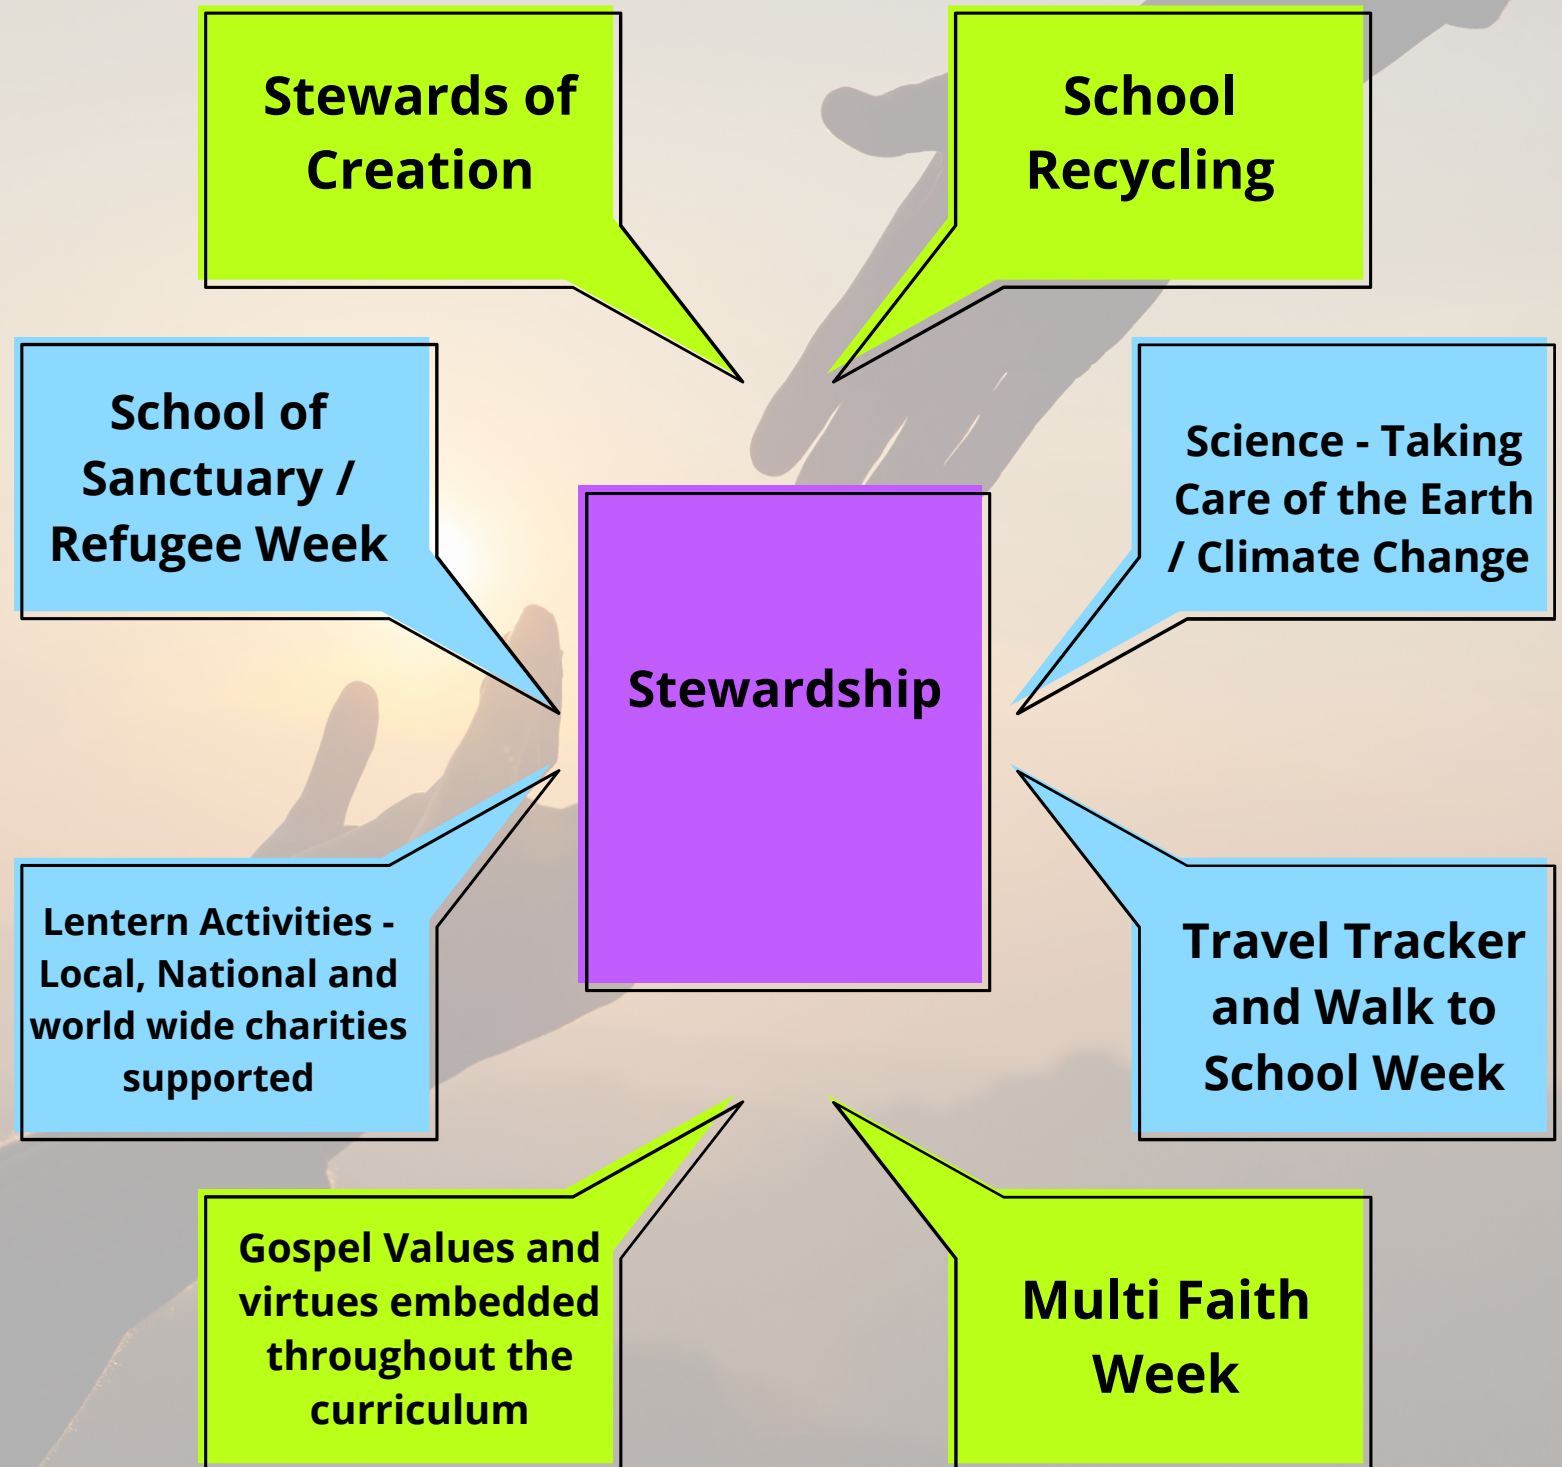 Stewards of
Creation
School
Recycling
School of
Sanctuary /
Refugee Week
Science - Taking
Care of the Earth
/ Climate Change
Stewardship
Lentern Activities -
Local, National and
world wide charities
supported
Travel Tracker
and Walk to
School Week
Gospel Values and
virtues embedded
throughout the
curriculum
Multi Faith
Week